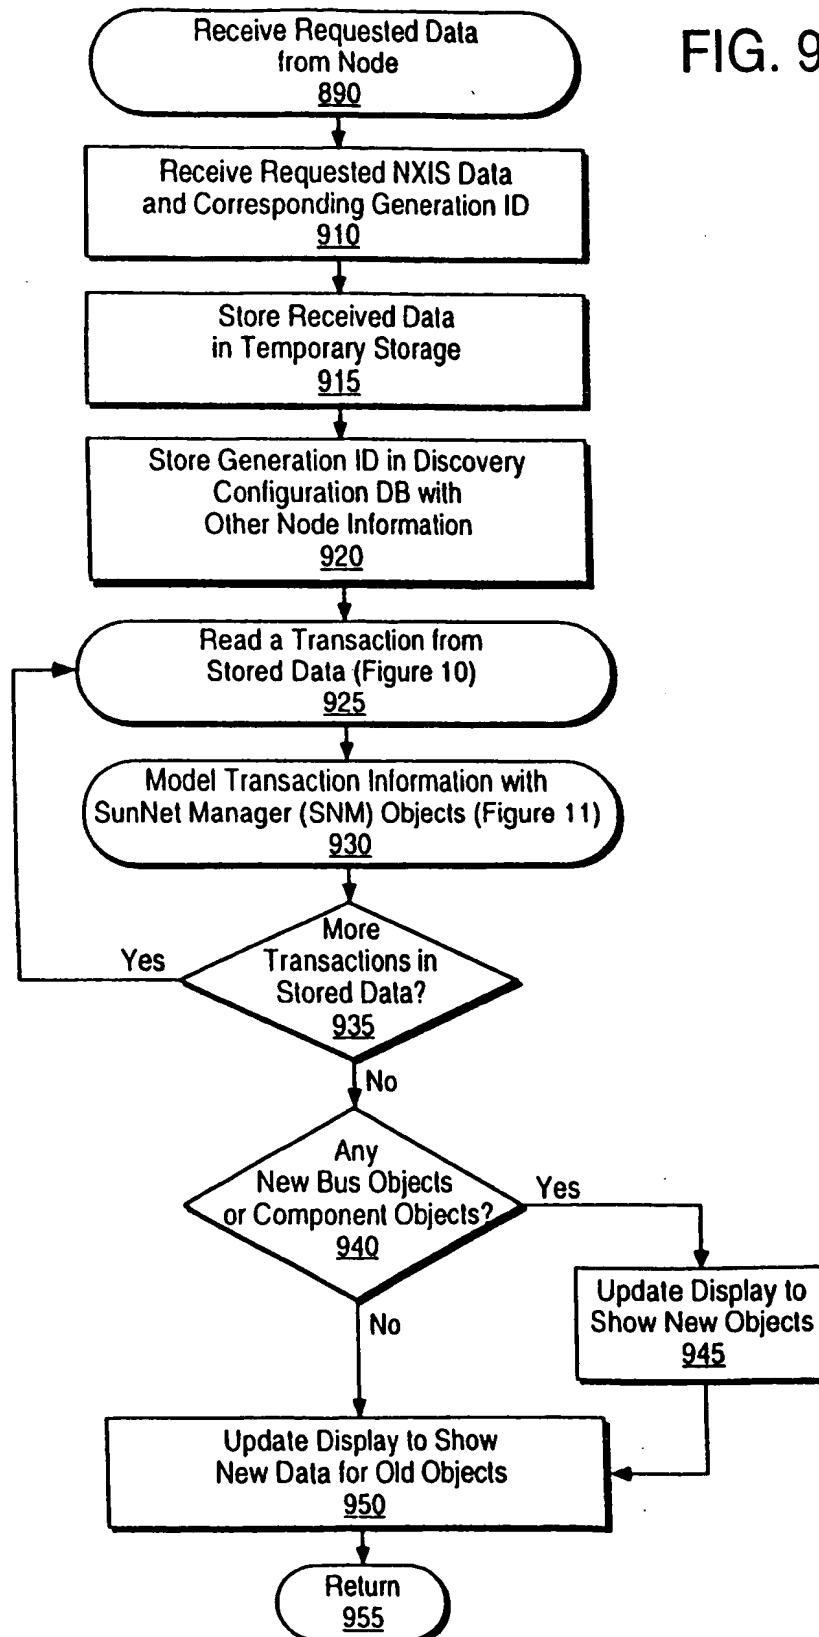 FIG. 9
Receive Requested Data
from Node
890
Receive Requested NXIS Data
and Corresponding Generation ID
910
Store Received Data
in Temporary Storage
915
Store Generation ID in Discovery
Configuration DB with
Other Node Information
920
Read a Transaction from
Stored Data (Figure 10)
925
Model Transaction Information with
SunNet Manager (SNM) Objects (Figure 11)
930
More
Transactions in
Stored Data?
935
Yes
No
Any
New Bus Objects
or Component Objects?
940
Yes
No
Update Display to
Show New Objects
945
Update Display to Show
New Data for Old Objects
950
Return
955